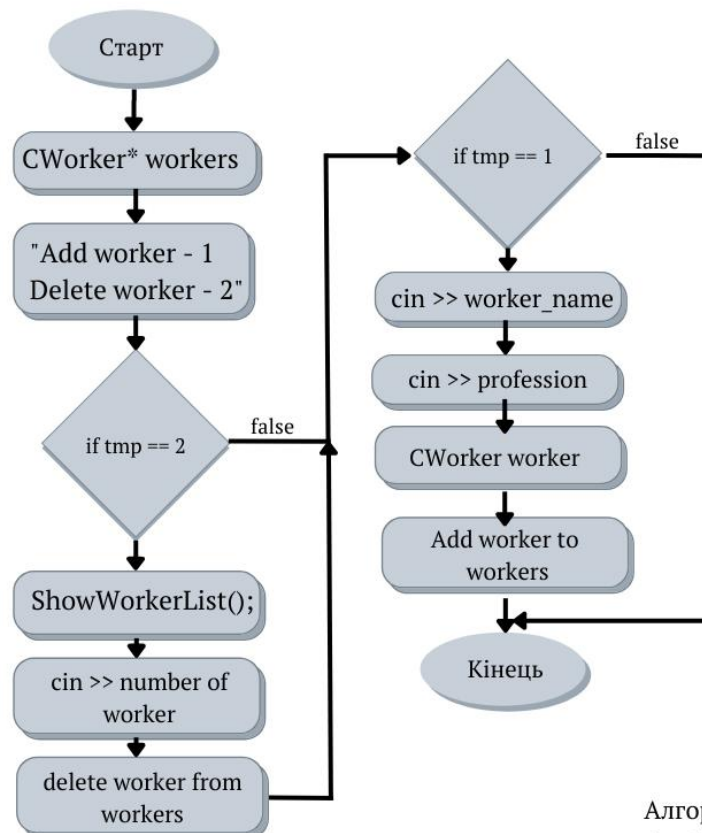 Старт
CWorker* workers
"Add worker - 1
Delete worker - 2"
if tmp == 2
false
ShowWorkerList();
cin >> number of
worker
delete worker from
workers
if tmp == 1
false
cin >> worker_name
cin >> profession
CWorker worker
Add worker to
workers
Кінець